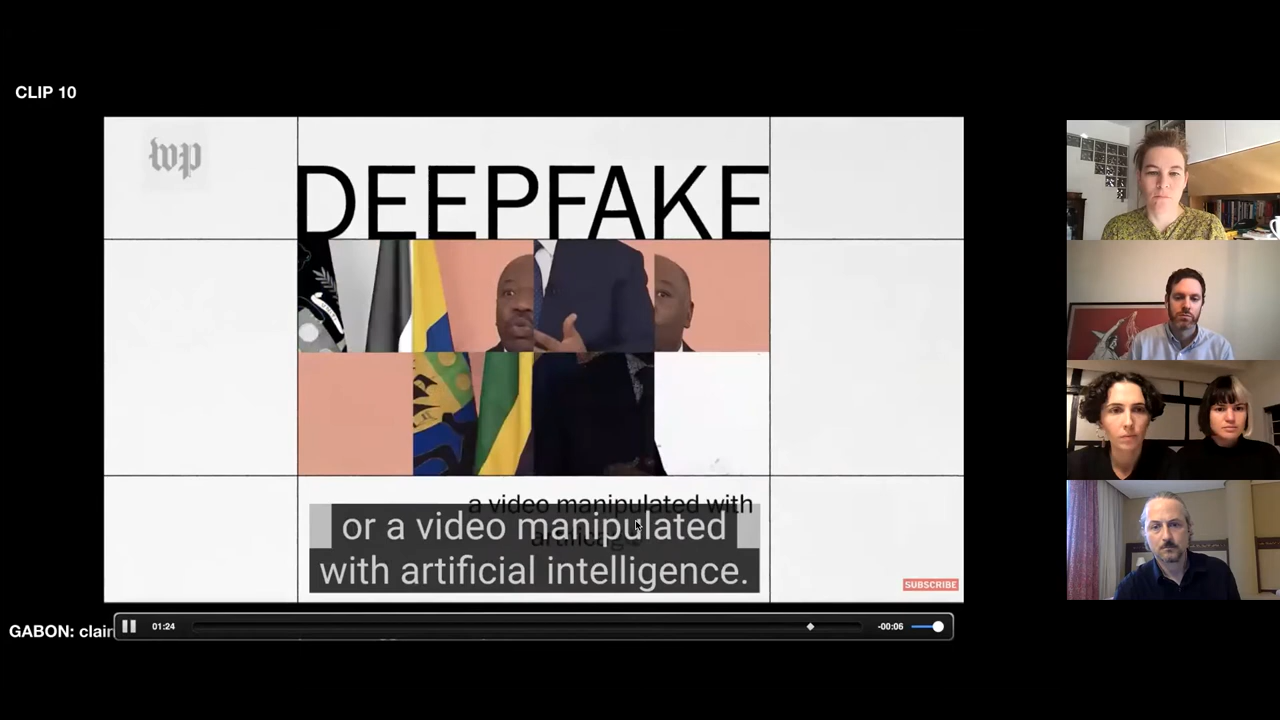 CLIP 10
wp
DEEPFAKE
a video manipulated with
or a video manipulated
with artificial intelligence.
SUBSCRIBE
GABON: clair
01:24
-00:06